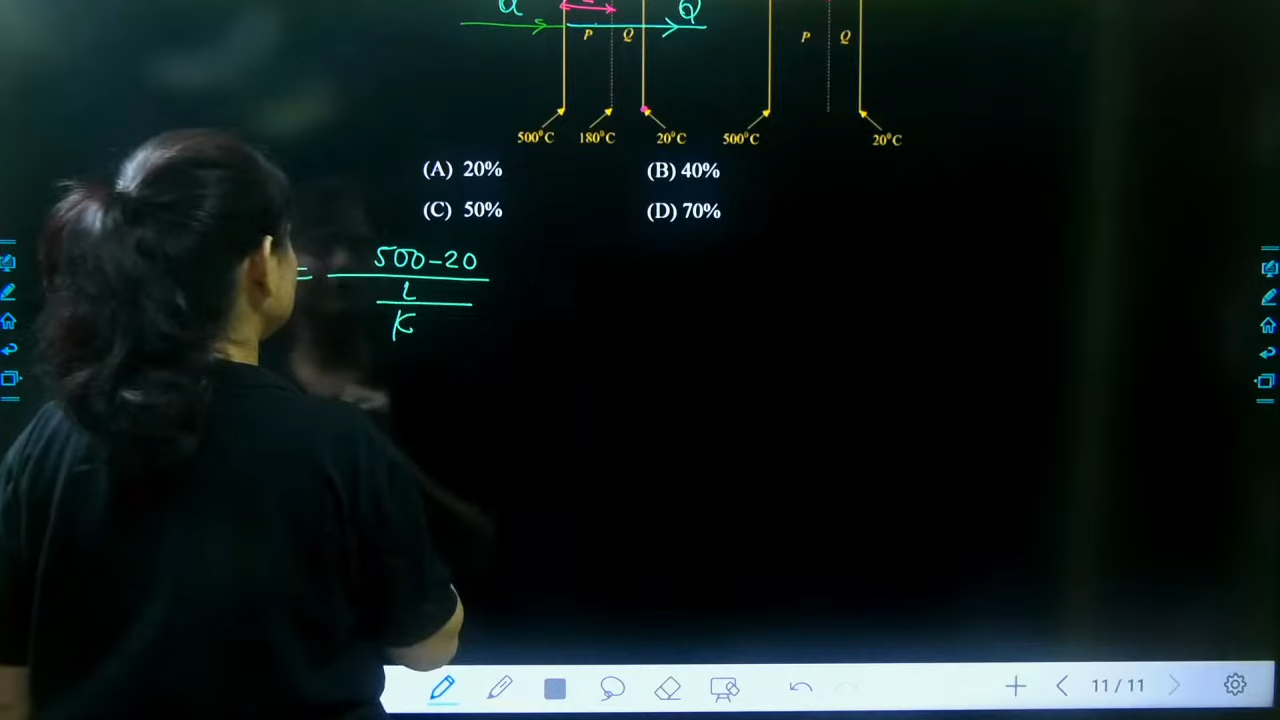 Q
P Q P Q
500°C 180°C 20°C 500°C 20°C
(A) 20% (B) 40%
(C) 50% (D) 70%
= 500-20
L
K
11 / 11